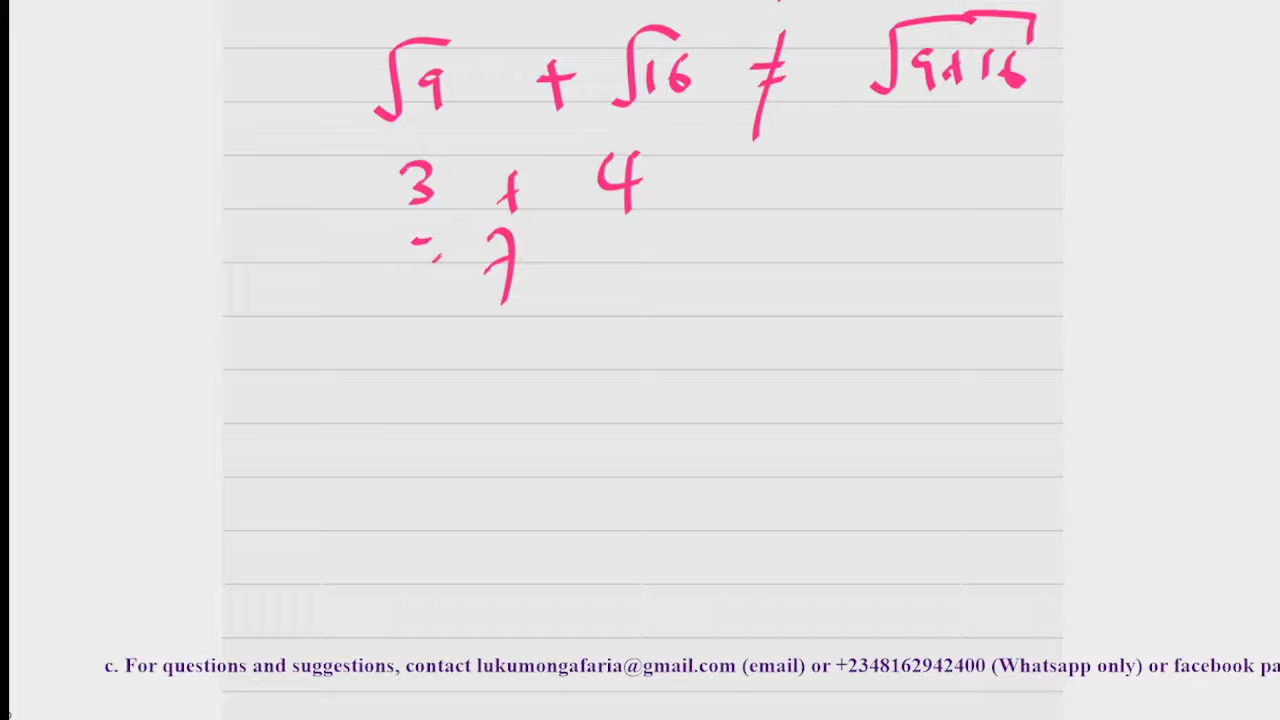 √9 + √16 ≠ √9+16
3 + 4
= 7
c. For questions and suggestions, contact lukumongafaria@gmail.com (email) or +2348162942400 (Whatsapp only) or facebook pa